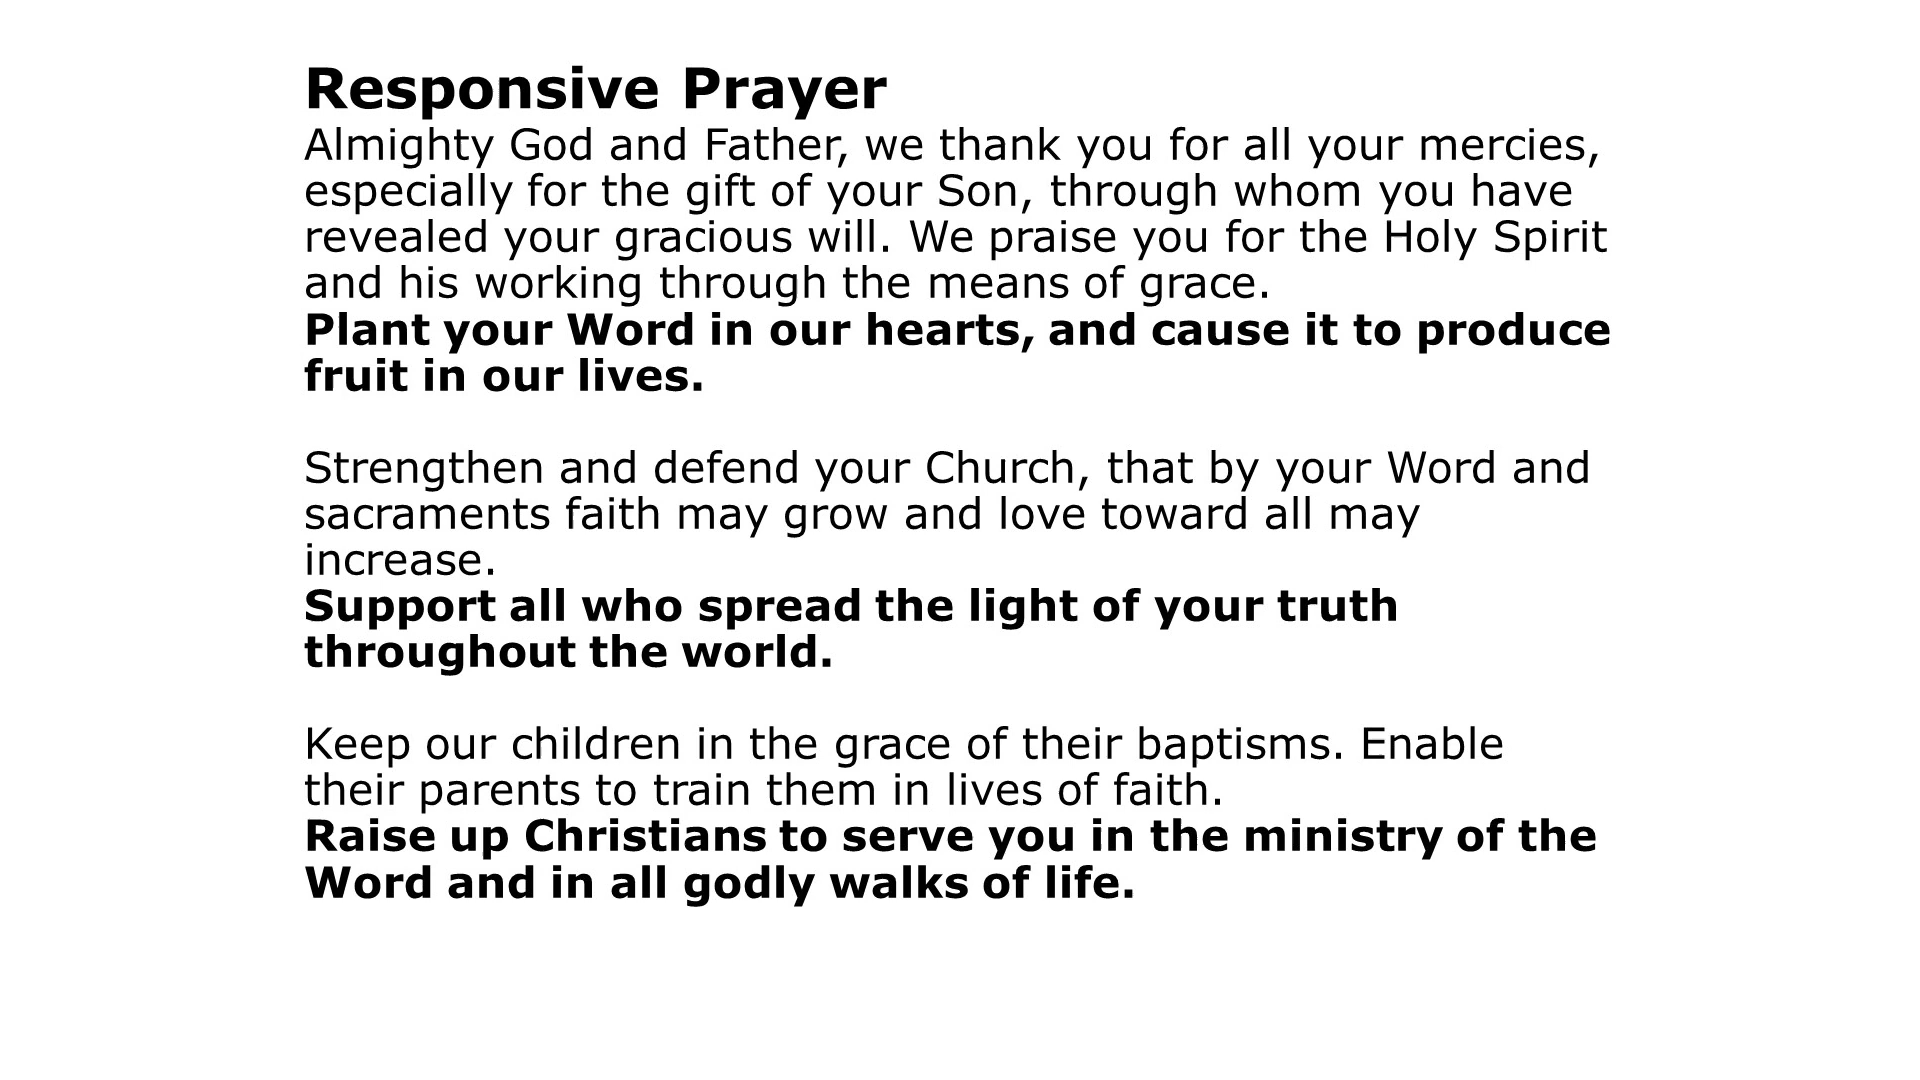 Responsive Prayer
Almighty God and Father, we thank you for all your mercies,
especially for the gift of your Son, through whom you have
revealed your gracious will. We praise you for the Holy Spirit
and his working through the means of grace.
Plant your Word in our hearts, and cause it to produce
fruit in our lives.
Strengthen and defend your Church, that by your Word and
sacraments faith may grow and love toward all may
increase.
Support all who spread the light of your truth
throughout the world.
Keep our children in the grace of their baptisms. Enable
their parents to train them in lives of faith.
Raise up Christians to serve you in the ministry of the
Word and in all godly walks of life.